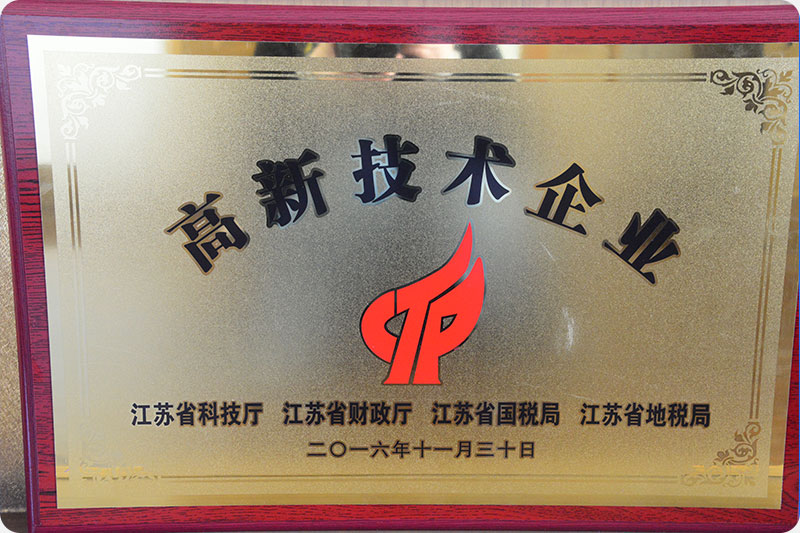 高新技术企业
CTP
江苏省科技厅 江苏省财政厅 江苏省国税局 江苏省地税局
二〇一六年十一月三十日